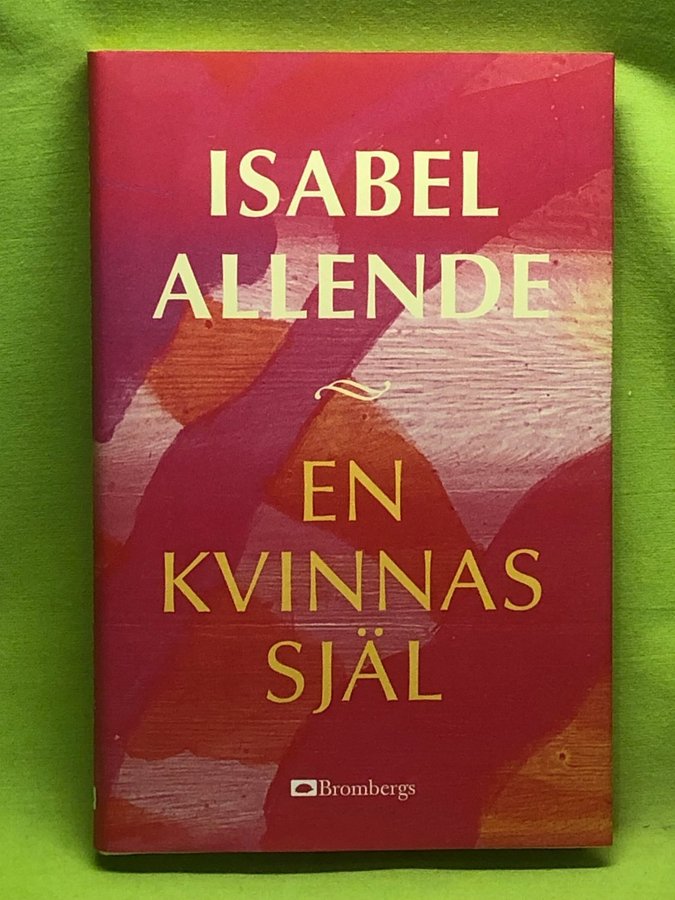 ISABEL
ALLENDE
EN
KVINNAS
SJÄL
Brombergs